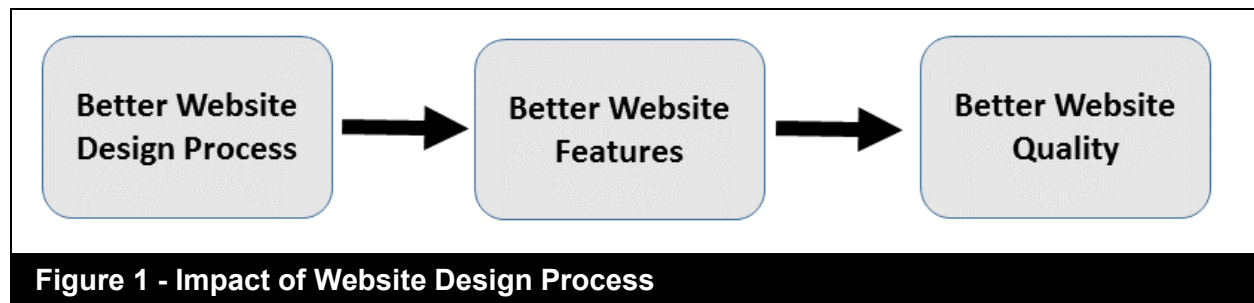 Better Website
Design Process
Better Website
Features
Better Website
Quality
Figure 1 - Impact of Website Design Process